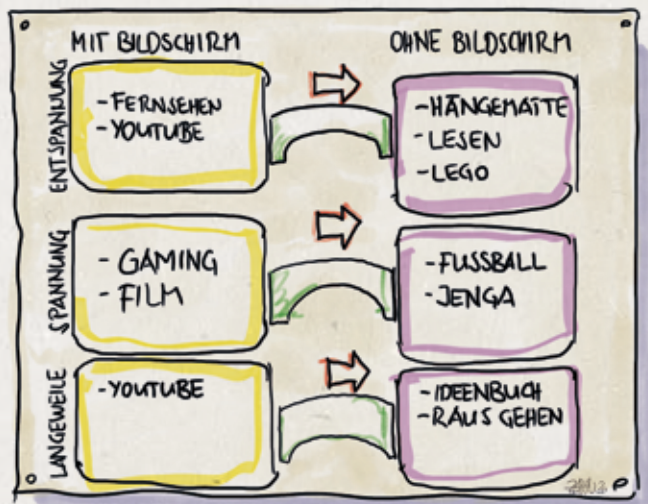 MIT BILDSCHIRM
OHNE BILDSCHIRM
ENTSPANNUNG
- FERNSEHEN
- YOUTUBE
- HÄNGEMATTE
- LESEN
- LEGO
SPANNUNG
- GAMING
- FILM
- FUSSBALL
- JENGA
LANGEWEILE
- YOUTUBE
- IDEENBUCH
- RAUS GEHEN